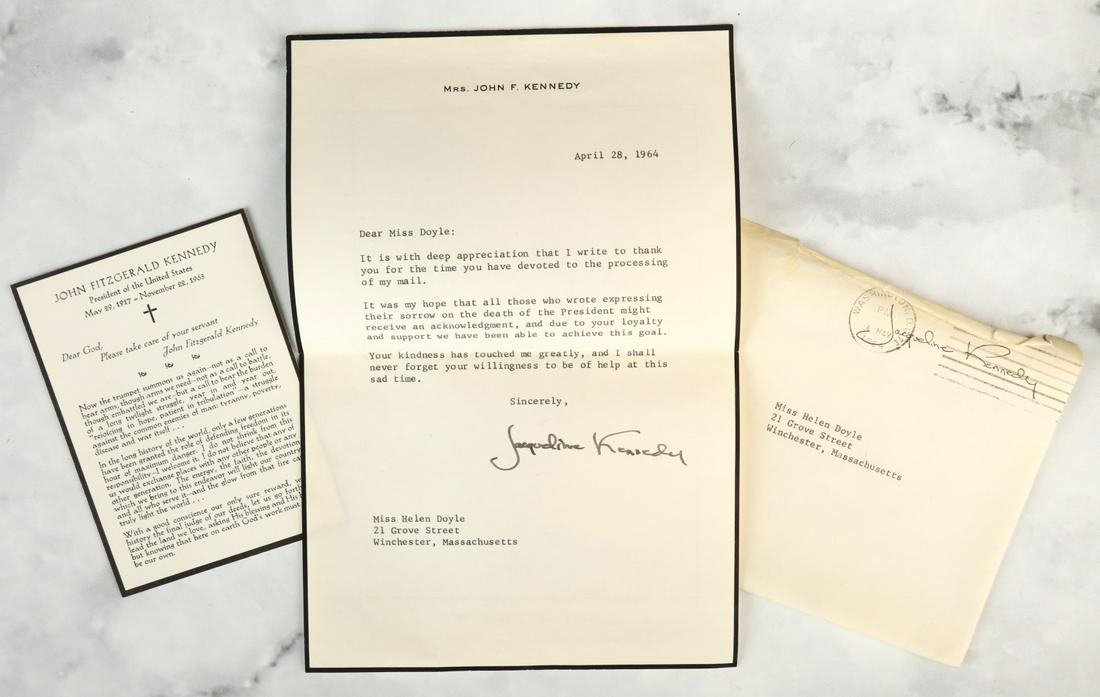 JOHN FITZGERALD KENNEDY
President of the United States
May 29, 1917 – November 22, 1963
Dear God,
Please take care of your servant
John Fitzgerald Kennedy
Now the trumpet summons us again—not as a call to
bear arms, though arms we need—not as a call to battle,
though embattled we are—but a call to bear the burden
of a long twilight struggle, year in and year out,
"rejoicing in hope, patient in tribulation"—a struggle
against the common enemies of man: tyranny, poverty,
disease and war itself . . .
In the long history of the world, only a few generations
have been granted the role of defending freedom in its
hour of maximum danger. I do not shrink from this
responsibility—I welcome it. I do not believe that any of
us would exchange places with any other people or any
other generation. The energy, the faith, the devotion
which we bring to this endeavor will light our country
and all who serve it—and the glow from that fire ca
truly light the world . . .
With a good conscience our only sure reward, w
history the final judge of our deeds, let us go forth
lead the land we love, asking His blessing and His
but knowing that here on earth God's work must
be our own.
MRS. JOHN F. KENNEDY
April 28, 1964
Dear Miss Doyle:
It is with deep appreciation that I write to thank
you for the time you have devoted to the processing
of my mail.
It was my hope that all those who wrote expressing
their sorrow on the death of the President might
receive an acknowledgment, and due to your loyalty
and support we have been able to achieve this goal.
Your kindness has touched me greatly, and I shall
never forget your willingness to be of help at this
sad time.
Sincerely,
Jacqueline Kennedy
Miss Helen Doyle
21 Grove Street
Winchester, Massachusetts
WASHINGTON
PM
MAY
Jacqueline Kennedy
Miss Helen Doyle
21 Grove Street
Winchester, Massachusetts